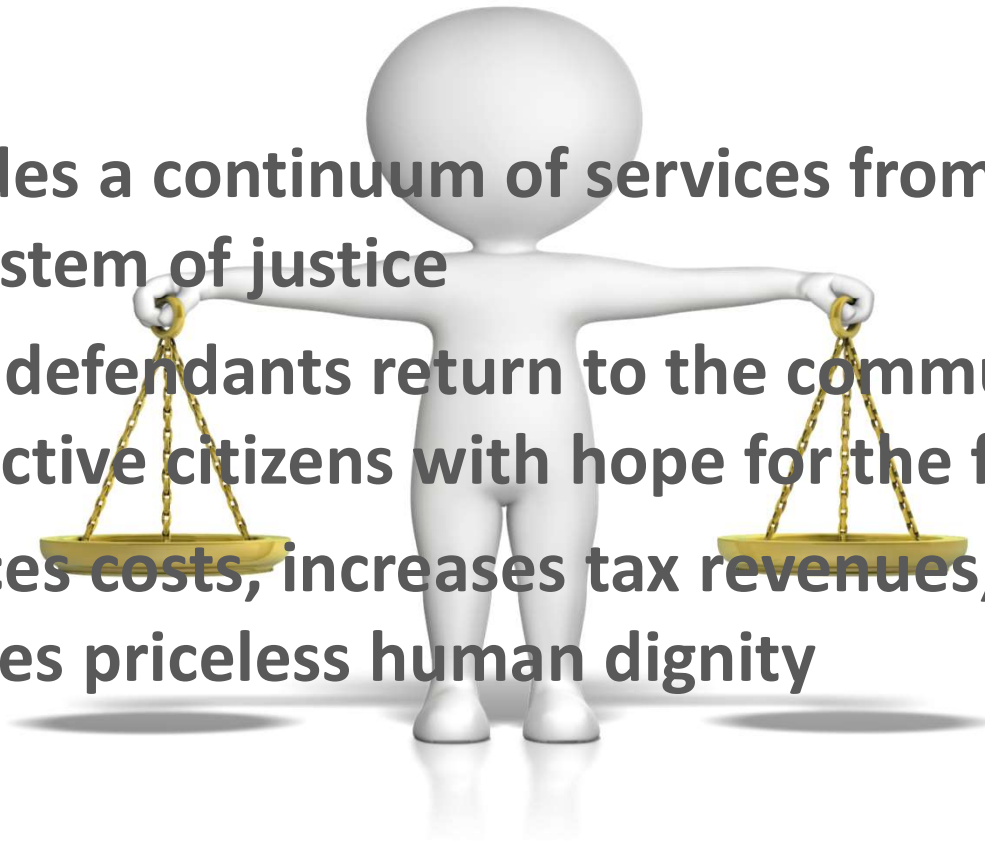 des a continuum of services from
stem of justice
defendants return to the commu
ctive citizens with hope for the f
es costs, increases tax revenues,
es priceless human dignity